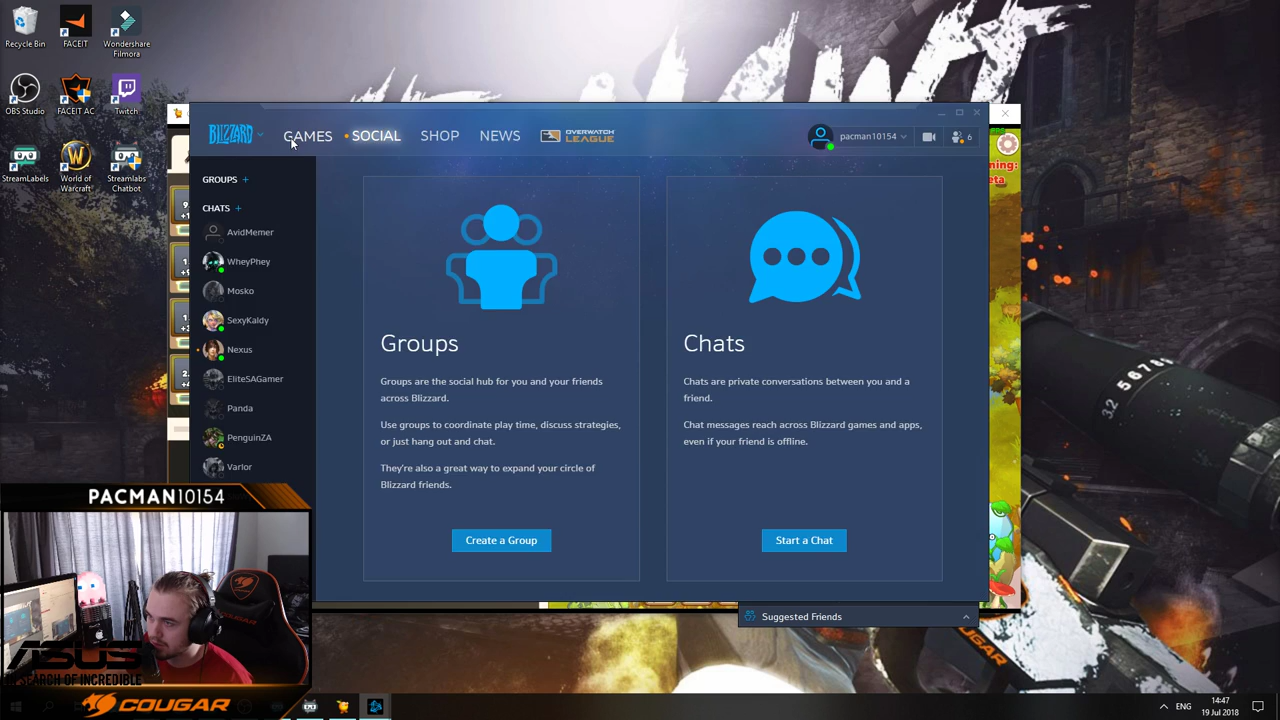 Recycle Bin
FACEIT
Wondershare
Filmora
OBS Studio
FACEIT AC
Twitch
StreamLabels
World of
Warcraft
Streamlabs
Chatbot
BLIZZARD
GAMES
SOCIAL
SHOP
NEWS
OVERWATCH
LEAGUE
pacman10154
6
GROUPS +
CHATS +
AvidMemer
WheyPhey
Mosko
SexyKaldy
Nexus
EliteSAGamer
Panda
PenguinZA
Varlor
Groups
Groups are the social hub for you and your friends
across Blizzard.
Use groups to coordinate play time, discuss strategies,
or just hang out and chat.
They're also a great way to expand your circle of
Blizzard friends.
Create a Group
Chats
Chats are private conversations between you and a
friend.
Chat messages reach across Blizzard games and apps,
even if your friend is offline.
Start a Chat
Suggested Friends
PACMAN10154
COUGAR
ASUS
IN SEARCH OF INCREDIBLE
COUGAR
COUGAR
ENG
14:47
19 Jul 2018